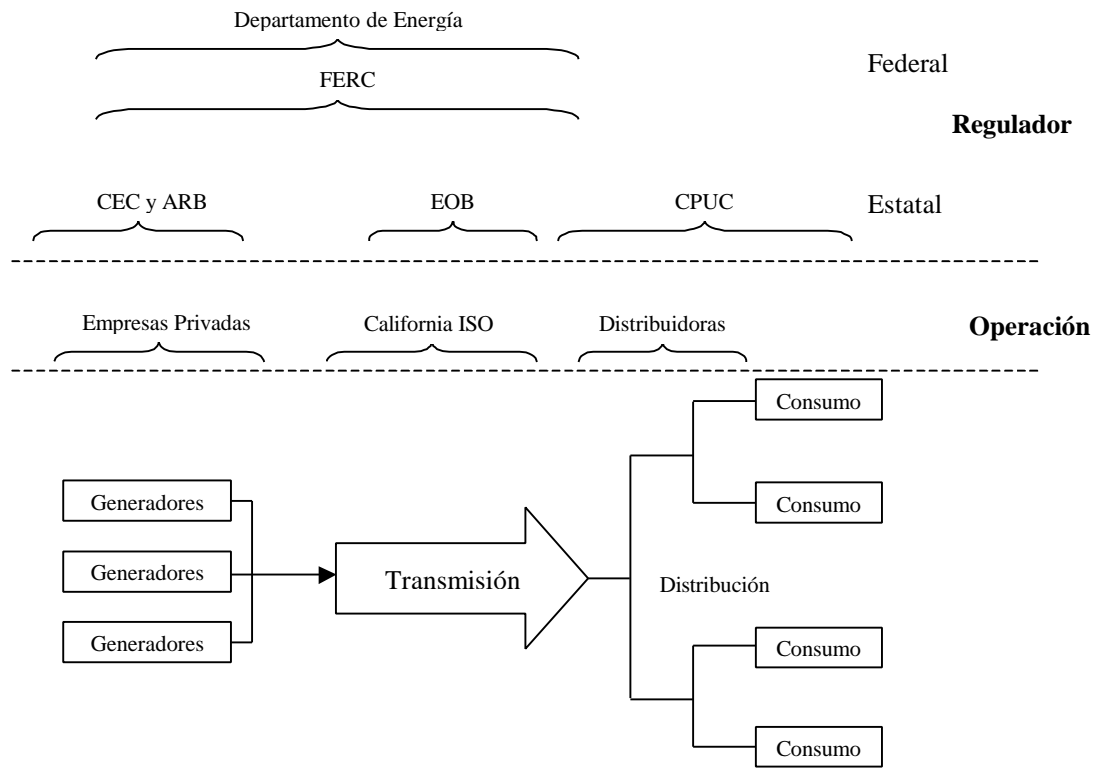 Departamento de Energía
Federal
FERC
Regulador
CEC y ARB
EOB
CPUC
Estatal
Empresas Privadas
California ISO
Distribuidoras
Operación
Consumo
Generadores
Consumo
Generadores
Transmisión
Distribución
Generadores
Consumo
Consumo